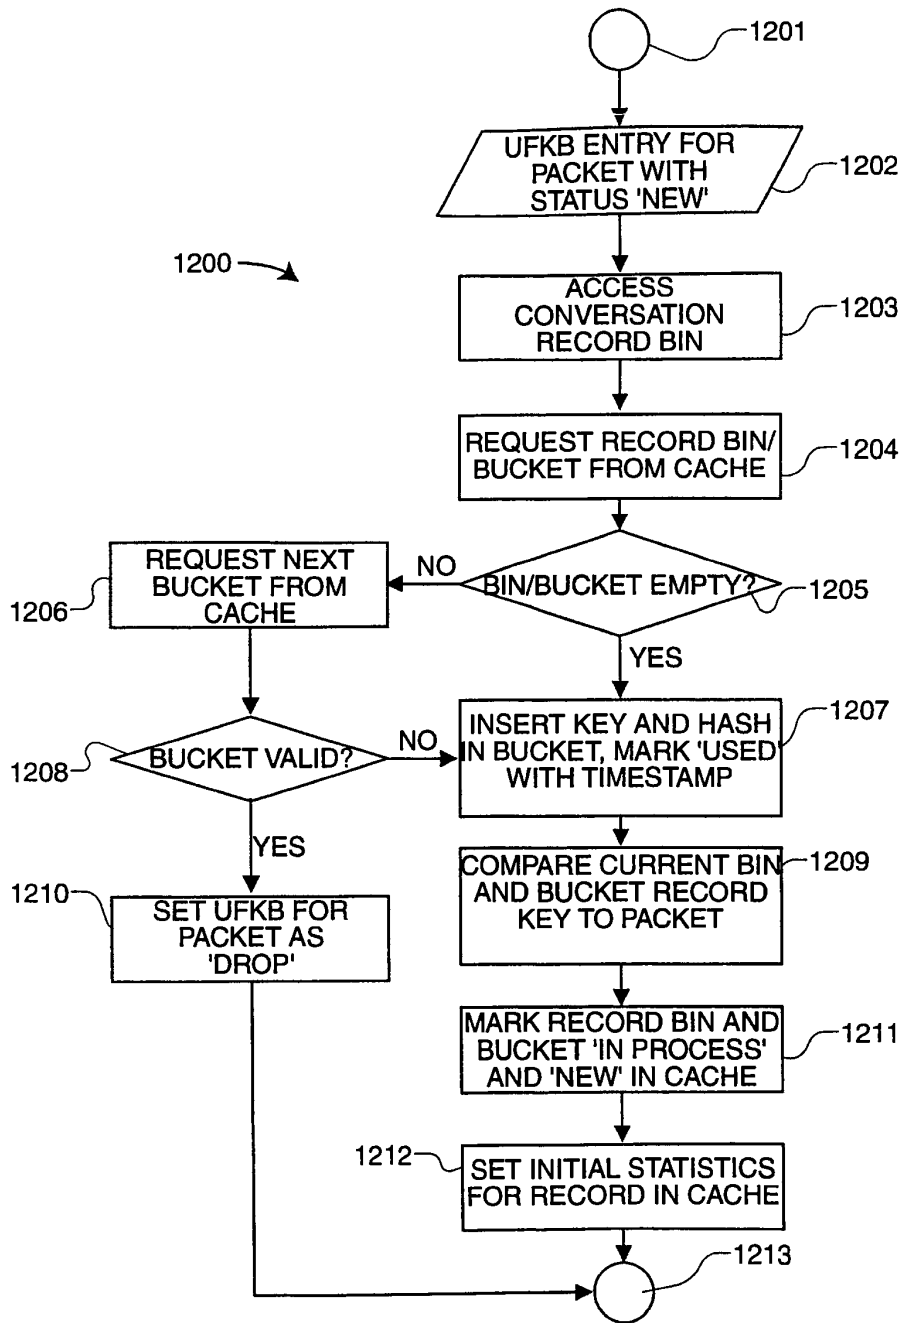 1201
UFKB ENTRY FOR
PACKET WITH
STATUS 'NEW'
1202
1200
ACCESS
CONVERSATION
RECORD BIN
1203
REQUEST RECORD BIN/
BUCKET FROM CACHE
1204
REQUEST NEXT
BUCKET FROM
CACHE
1206
NO
BIN/BUCKET EMPTY?
1205
YES
INSERT KEY AND HASH
IN BUCKET, MARK 'USED'
WITH TIMESTAMP
1207
BUCKET VALID?
1208
NO
YES
COMPARE CURRENT BIN
AND BUCKET RECORD
KEY TO PACKET
1209
1210
SET UFKB FOR
PACKET AS
'DROP'
MARK RECORD BIN AND
BUCKET 'IN PROCESS'
AND 'NEW' IN CACHE
1211
1212
SET INITIAL STATISTICS
FOR RECORD IN CACHE
1213